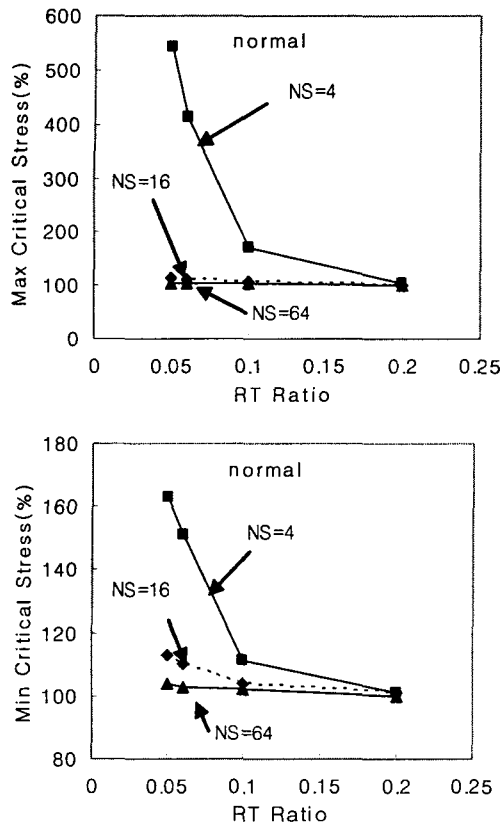 600
500
400
300
200
100
0
Max Critical Stress(%)
normal
NS=4
NS=16
NS=64
0
0.05
0.1
0.15
0.2
0.25
RT Ratio
180
160
140
120
100
80
Min Critical Stress(%)
normal
NS=4
NS=16
NS=64
0
0.05
0.1
0.15
0.2
0.25
RT Ratio